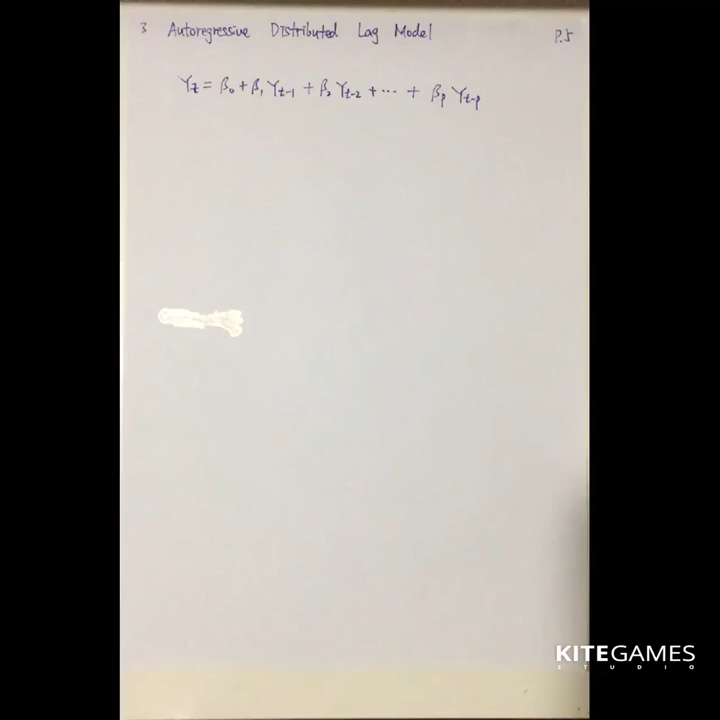 3 Autoregressive Distributed Lag Model P.5
Yt = β0 + β1 Yt-1 + β2 Yt-2 + ··· + βp Yt-p
KITEGAMES
STUDIO